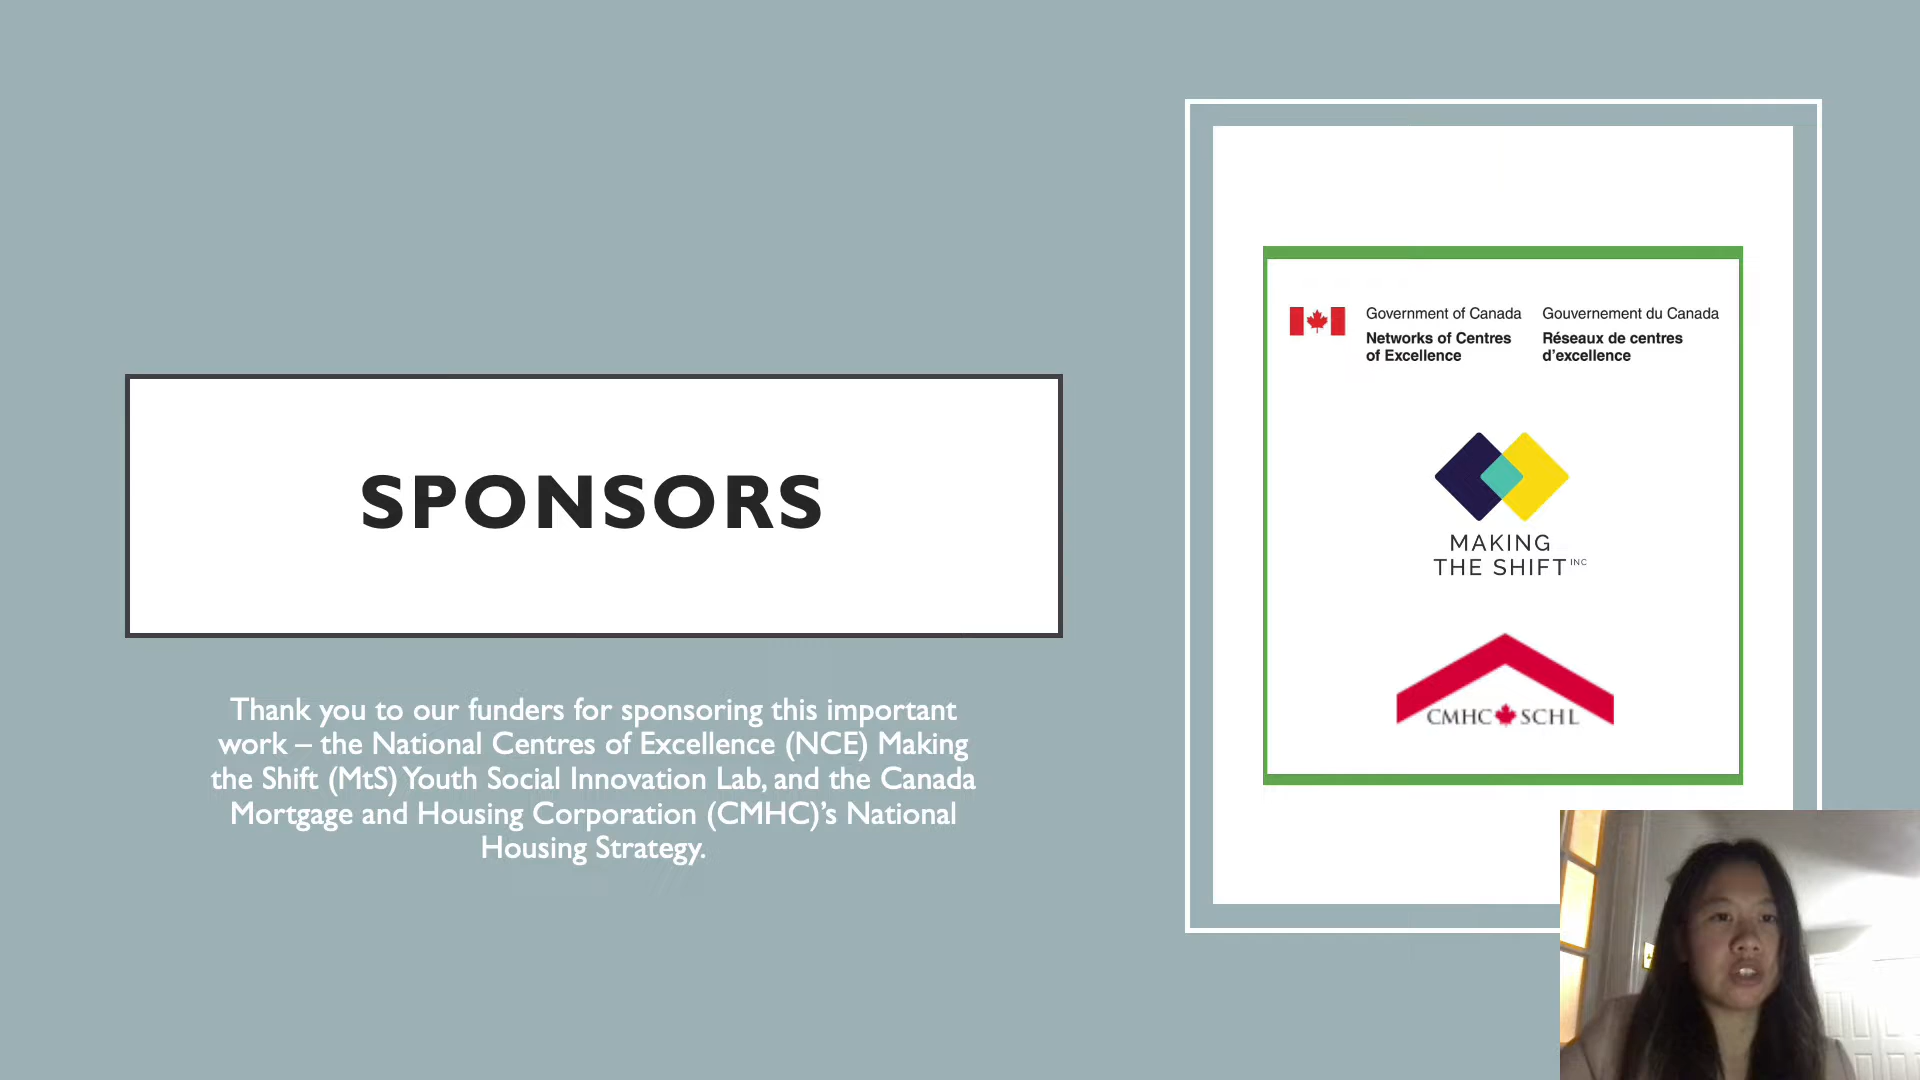 SPONSORS
Thank you to our funders for sponsoring this important
work – the National Centres of Excellence (NCE) Making
the Shift (MtS) Youth Social Innovation Lab, and the Canada
Mortgage and Housing Corporation (CMHC)’s National
Housing Strategy.
Government of Canada
Networks of Centres
of Excellence
Gouvernement du Canada
Réseaux de centres
d’excellence
MAKING
THE SHIFT INC
CMHC SCHL